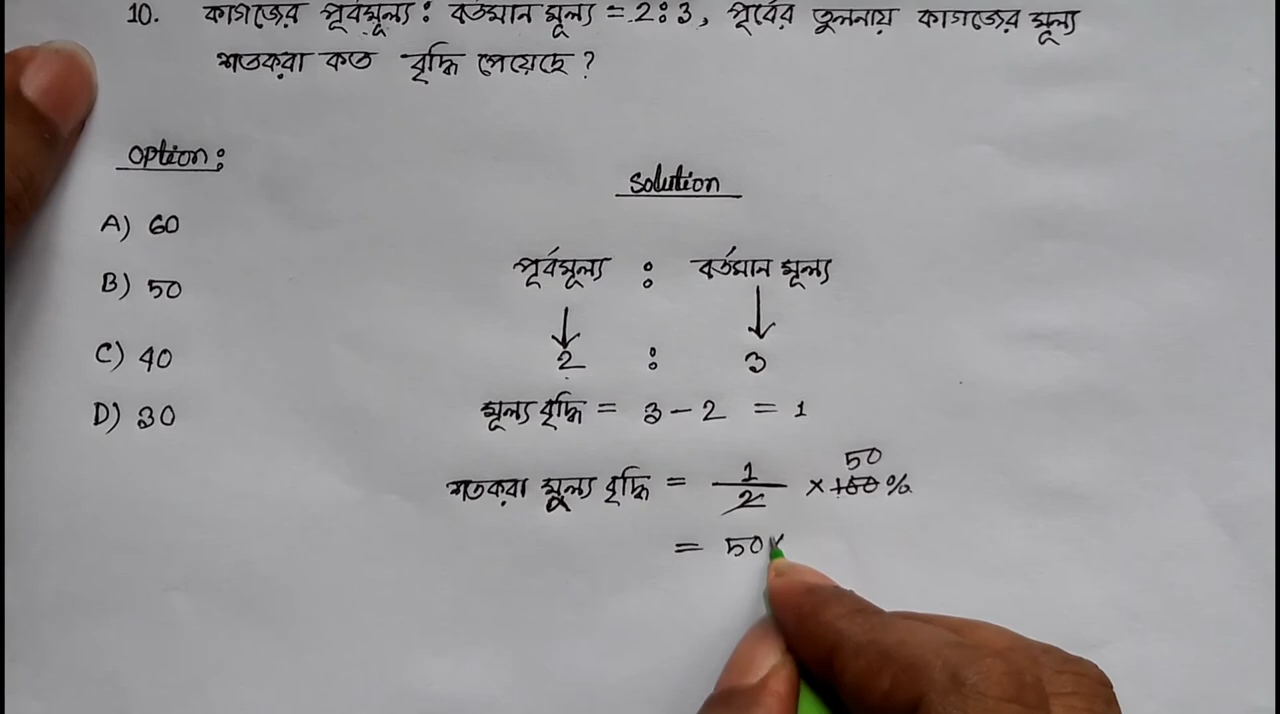 10. কাগজের পূর্বমূল্য : বর্তমান মূল্য = 2:3, পূর্বের তুলনায় কাগজের মূল্য
শতকরা কত বৃদ্ধি পেয়েছে?
option:
A) 60
B) 50
C) 40
D) 30
solution
পূর্বমূল্য : বর্তমান মূল্য
↓ ↓
2 : 3
মূল্য বৃদ্ধি = 3 - 2 = 1
শতকরা মূল্য বৃদ্ধি = 1/2 × 100% 50
= 50%